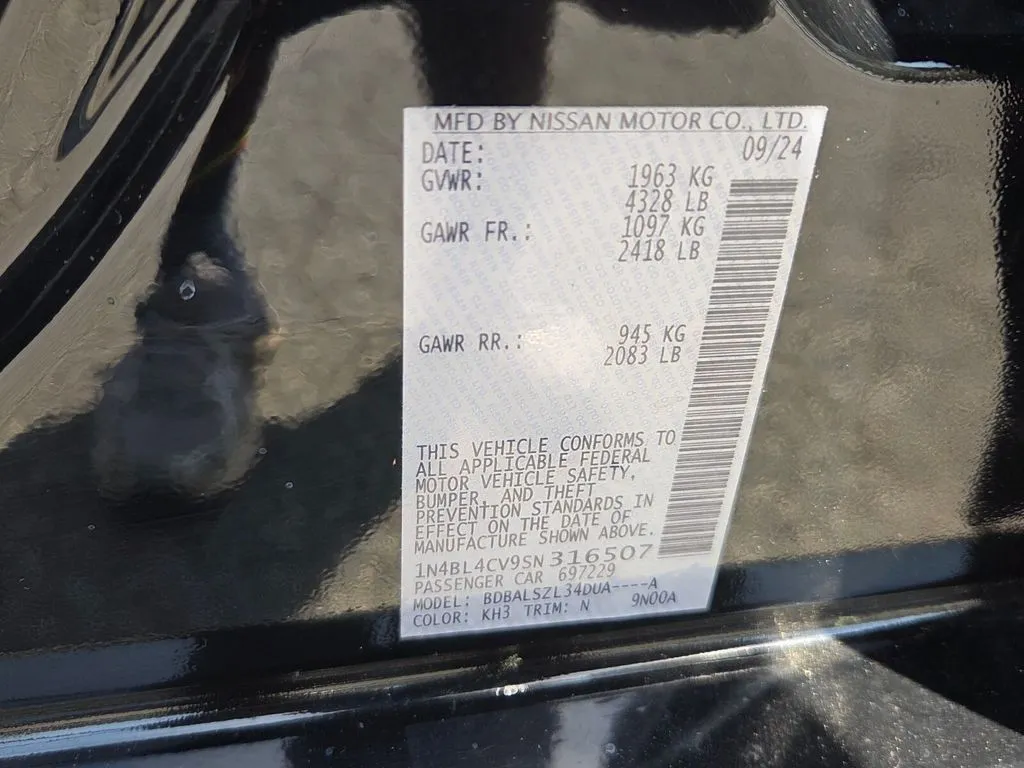 MFD BY NISSAN MOTOR CO., LTD.
DATE: 09/24
GVWR: 1963 KG
4328 LB
GAWR FR.: 1097 KG
2418 LB
GAWR RR.: 945 KG
2083 LB
THIS VEHICLE CONFORMS TO
ALL APPLICABLE FEDERAL
MOTOR VEHICLE SAFETY,
BUMPER, AND THEFT
PREVENTION STANDARDS IN
EFFECT ON THE DATE OF
MANUFACTURE SHOWN ABOVE.
1N4BL4CV9SN316507
PASSENGER CAR 697229
MODEL: BDBALSZL34DUA----A
COLOR: KH3 TRIM: N 9N00A